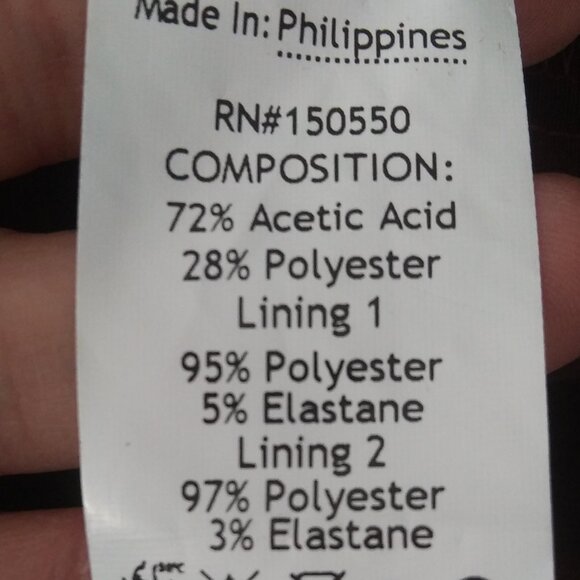 Made In: Philippines
RN#150550
COMPOSITION:
72% Acetic Acid
28% Polyester
Lining 1
95% Polyester
5% Elastane
Lining 2
97% Polyester
3% Elastane